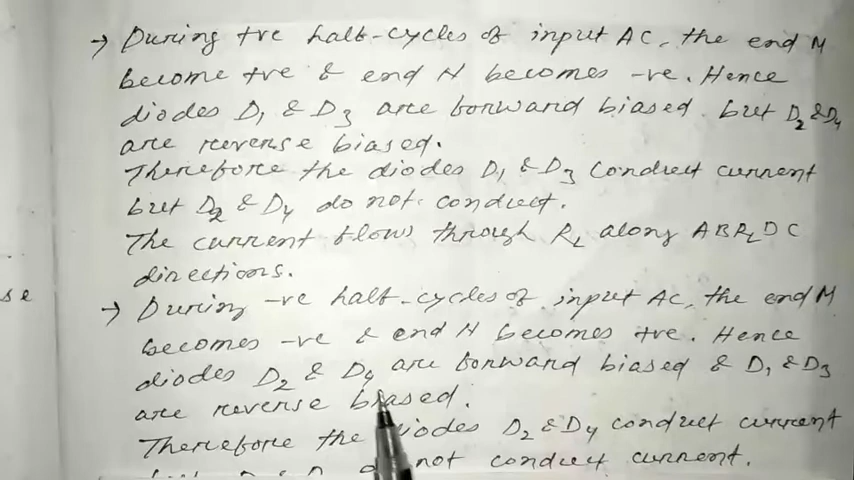 → During +ve half-cycles of input AC, the end M
become +ve & end N becomes -ve. Hence
diodes D1 & D3 are forward biased but D2 & D4
are reverse biased.
Therefore the diodes D1 & D3 conduct current
but D2 & D4 do not conduct.
The current flows through RL along ABRLDC
directions.
se
→ During -ve half-cycles of input AC, the end M
becomes -ve & end N becomes +ve. Hence
diodes D2 & D4 are forward biased & D1 & D3
are reverse biased.
Therefore the diodes D2 & D4 conduct current
not conduct current.